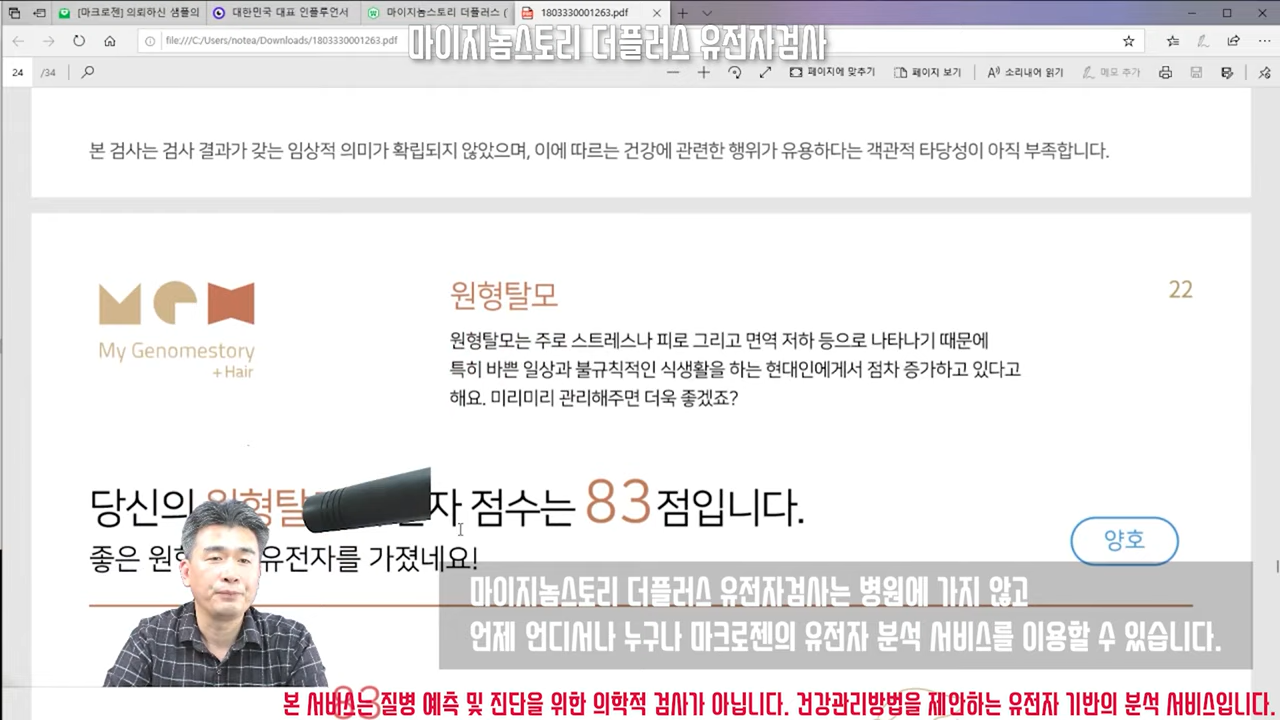 [마크로젠] 의뢰하신 샘플의
대한민국 대표 인플루언서
마이지놈스토리 더플러스 (
1803330001263.pdf
file:///C:/Users/notea/Downloads/1803330001263.pdf
마이지놈스토리 더플러스 유전자검사
24 /34
페이지에 맞추기
페이지 보기
소리내어 읽기
메모 추가
본 검사는 검사 결과가 갖는 임상적 의미가 확립되지 않았으며, 이에 따르는 건강에 관련한 행위가 유용하다는 객관적 타당성이 아직 부족합니다.
My Genomestory
+Hair
원형탈모
22
원형탈모는 주로 스트레스나 피로 그리고 면역 저하 등으로 나타나기 때문에
특히 바쁜 일상과 불규칙적인 식생활을 하는 현대인에게서 점차 증가하고 있다고
해요. 미리미리 관리해주면 더욱 좋겠죠?
당신의 점수는 83점입니다.
양호
좋은 유전자를 가졌네요!
마이지놈스토리 더플러스 유전자검사는 병원에 가지 않고
언제 언디서나 누구나 마크로젠의 유전자 분석 서비스를 이용할 수 있습니다.
본 서비스는 질병 예측 및 진단을 위한 의학적 검사가 아닙니다. 건강관리방법을 제안하는 유전자 기반의 분석 서비스입니다.